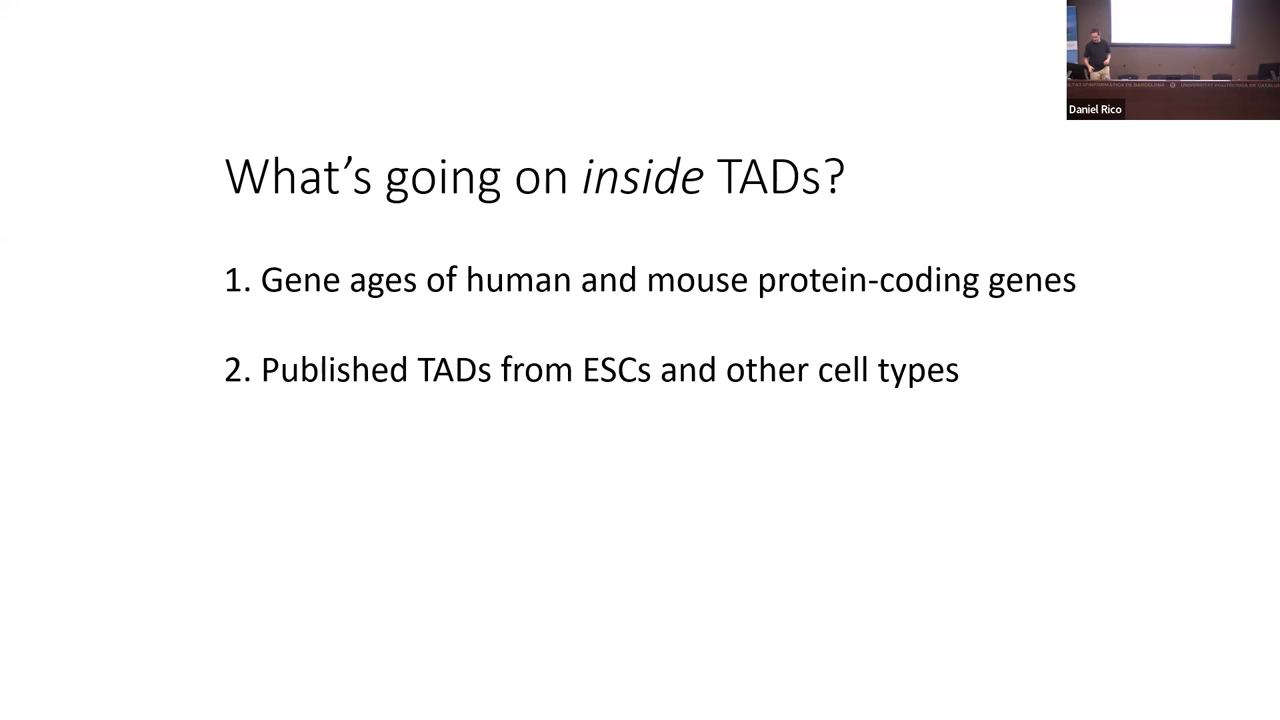 What's going on inside TADs?
1. Gene ages of human and mouse protein-coding genes
2. Published TADs from ESCs and other cell types
Daniel Rico